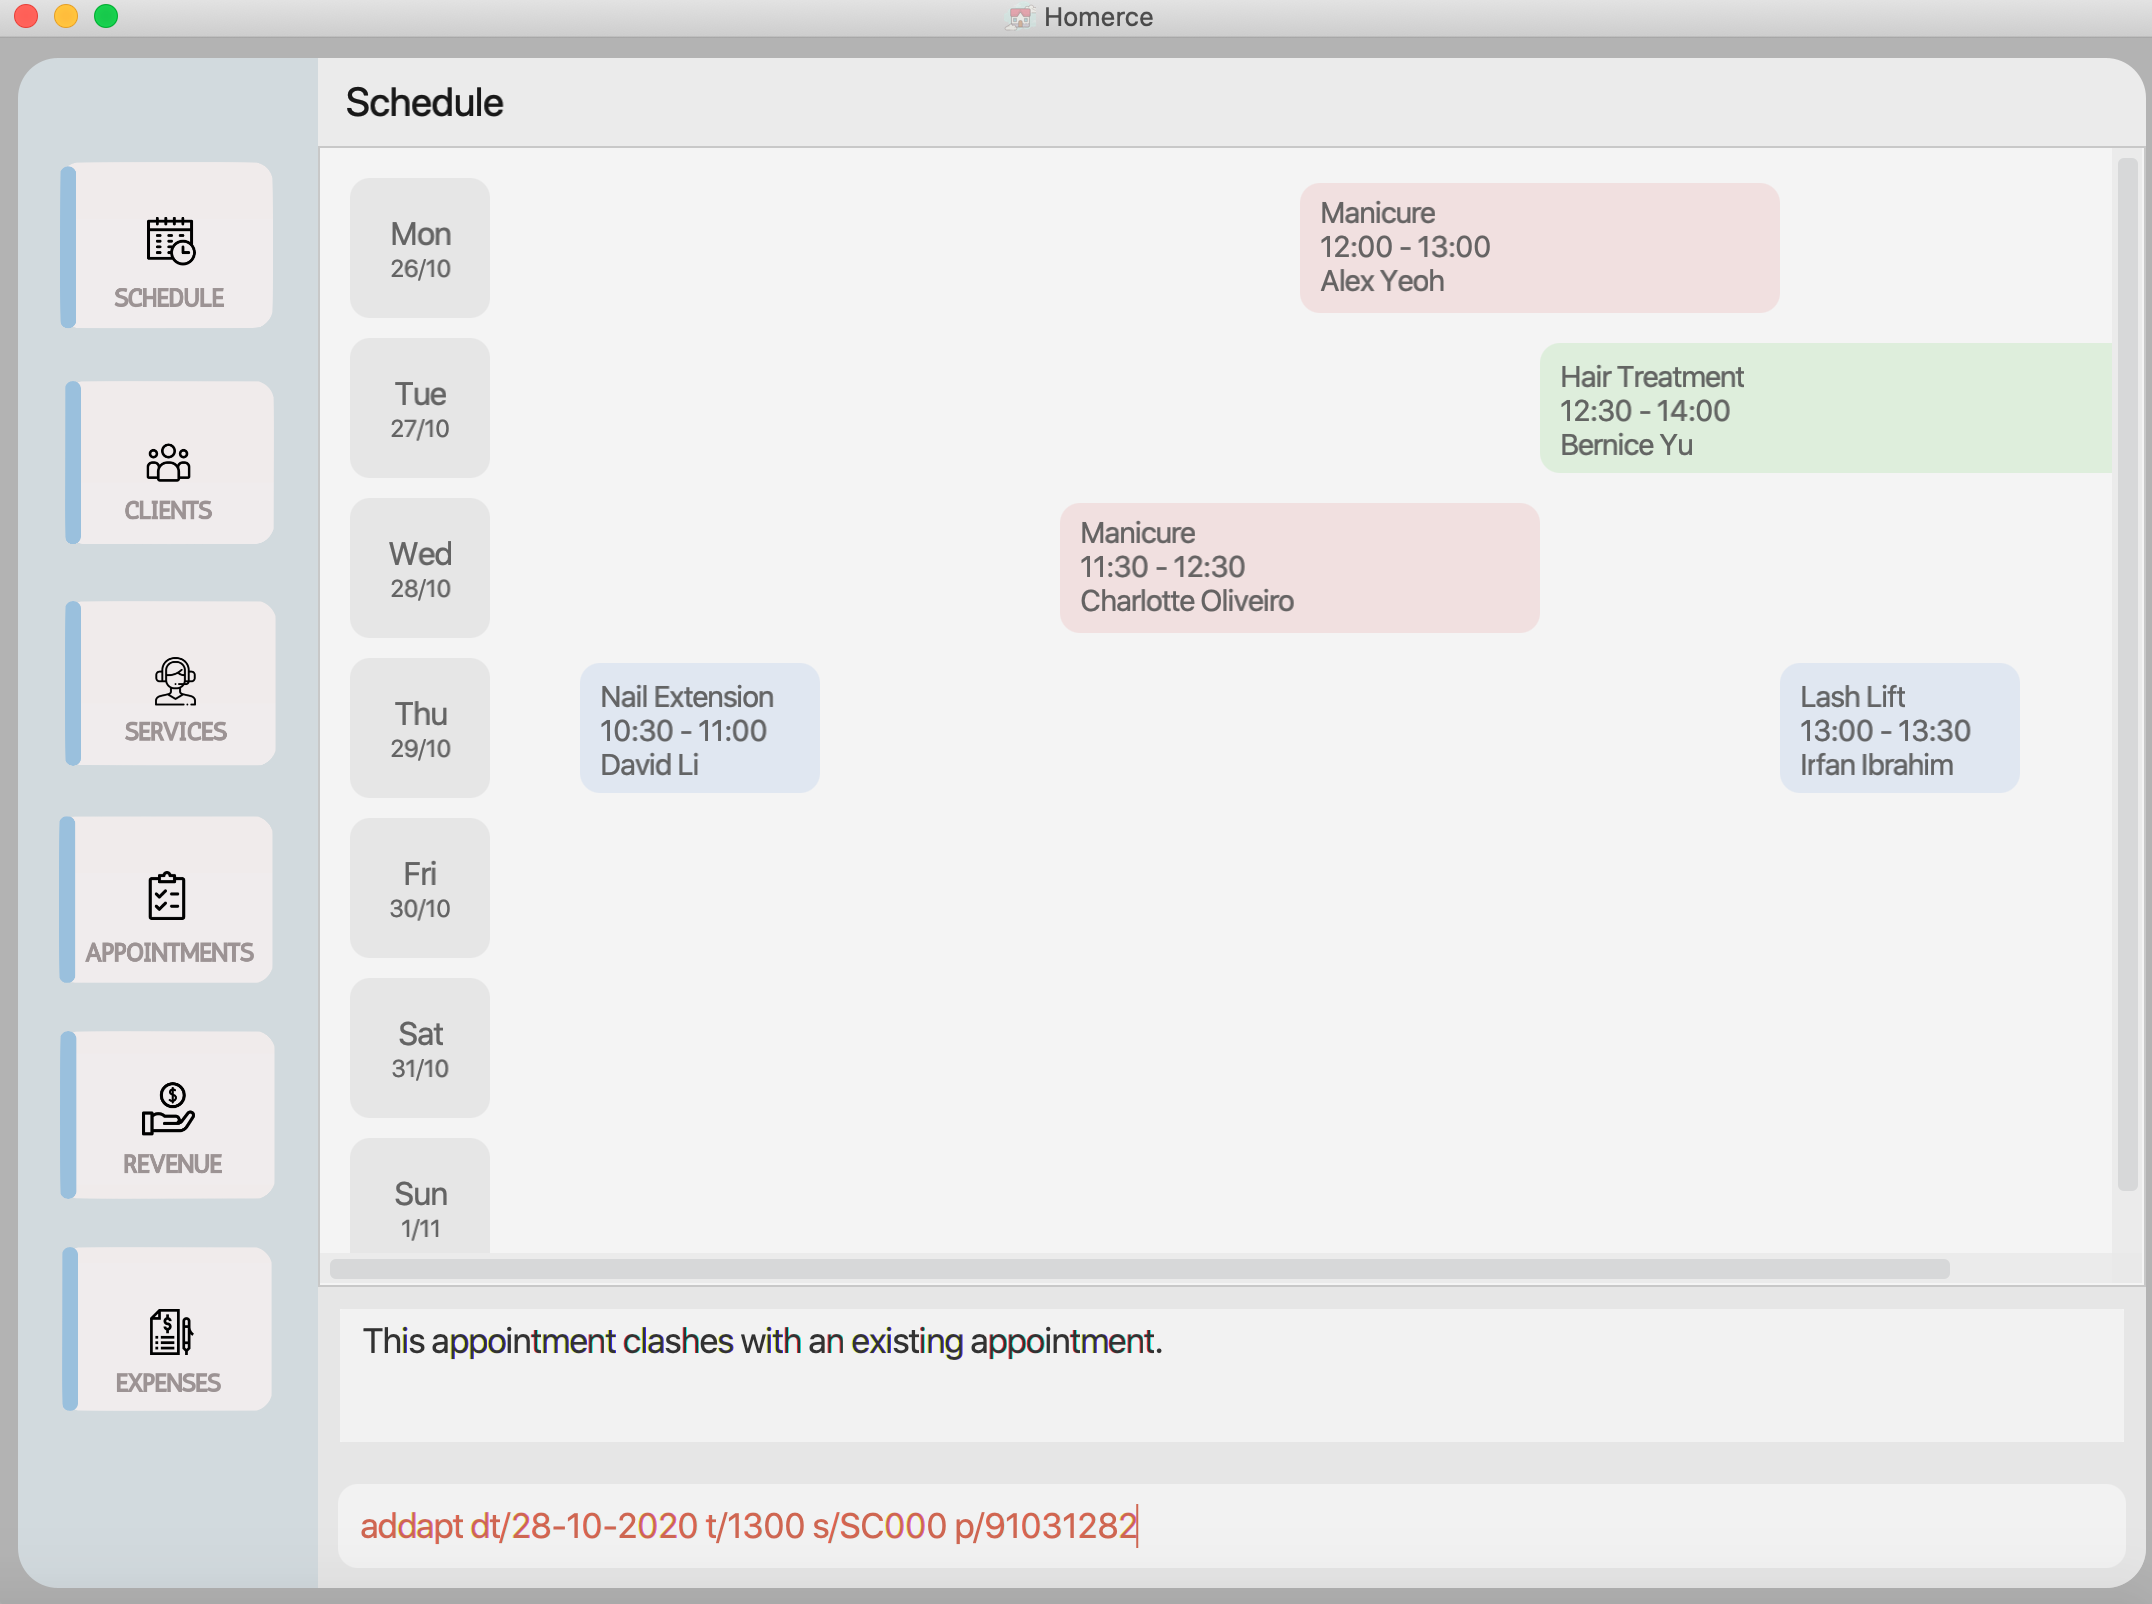 Homerce
Schedule
SCHEDULE
CLIENTS
SERVICES
APPOINTMENTS
REVENUE
EXPENSES
Mon
26/10
Manicure
12:00 - 13:00
Alex Yeoh
Tue
27/10
Hair Treatment
12:30 - 14:00
Bernice Yu
Wed
28/10
Manicure
11:30 - 12:30
Charlotte Oliveiro
Thu
29/10
Nail Extension
10:30 - 11:00
David Li
Lash Lift
13:00 - 13:30
Irfan Ibrahim
Fri
30/10
Sat
31/10
Sun
1/11
This appointment clashes with an existing appointment.
addapt dt/28-10-2020 t/1300 s/SC000 p/91031282